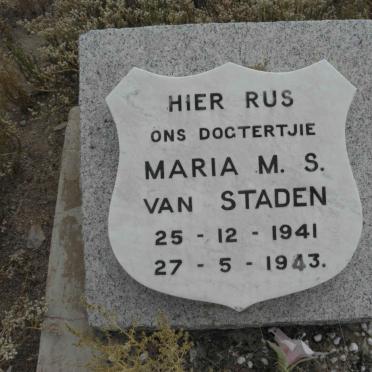 HIER RUS
ONS DOGTERTJIE
MARIA M. S.
VAN STADEN
25 - 12 - 1941
27 - 5 - 1943.